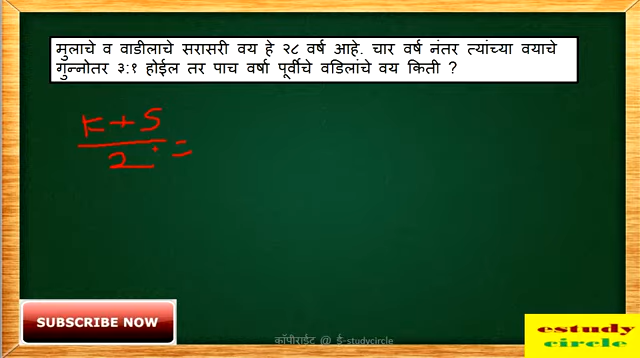 मुलाचे व वाडीलाचे सरासरी वय हे २८ वर्ष आहे. चार वर्ष नंतर त्यांच्या वयाचे
गुन्नोतर ३:१ होईल तर पाच वर्षा पूर्वीचे वडिलांचे वय किती ?
K+S
2 =
SUBSCRIBE NOW
कॉपीराईट @ ई-studycircle
estudy
circle